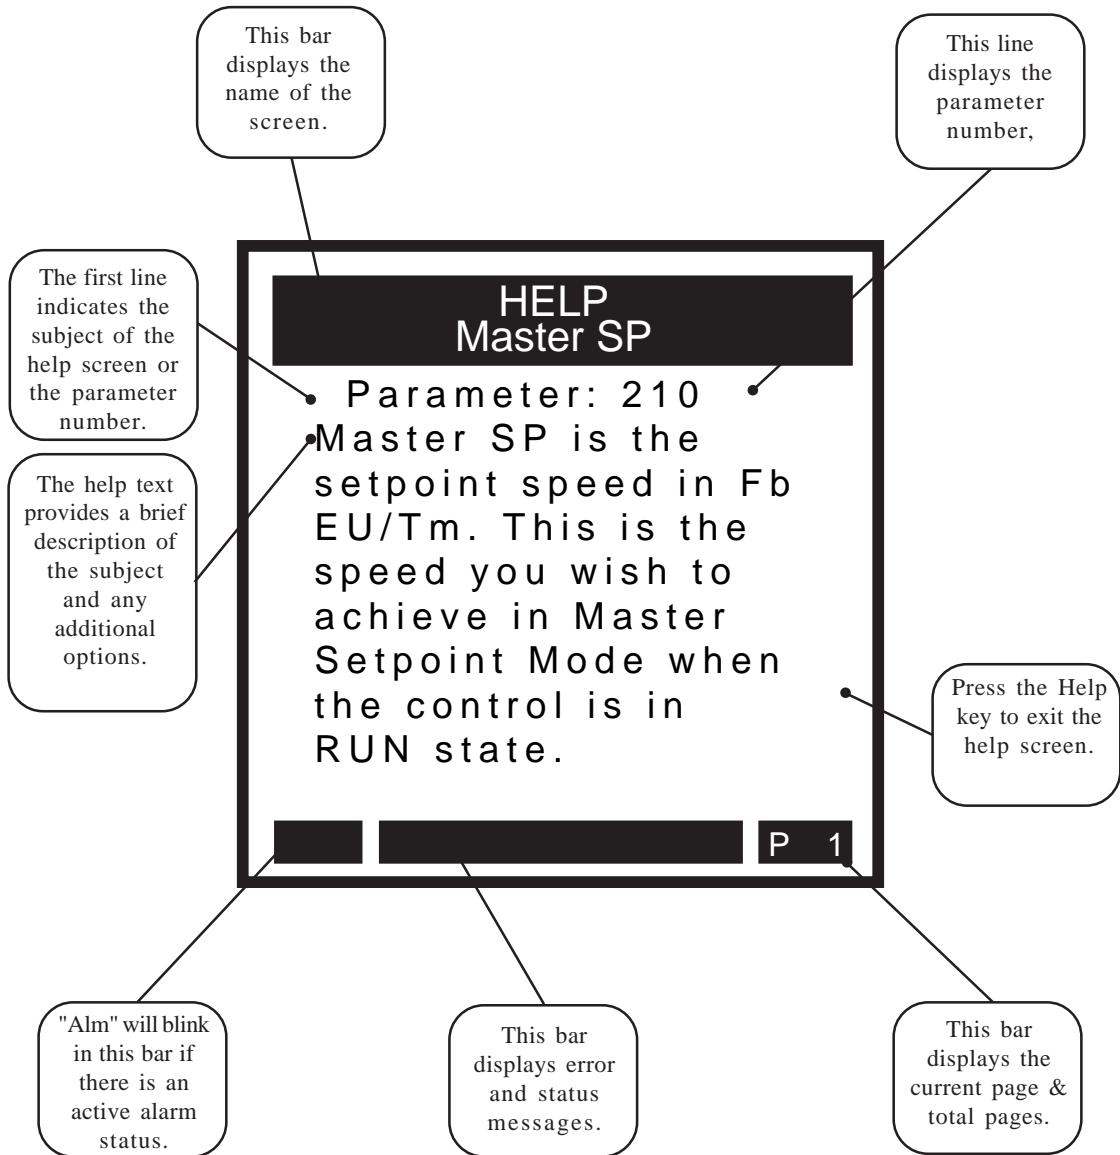 This bar
displays the
name of the
screen.
This line
displays the
parameter
number,
The first line
indicates the
subject of the
help screen or
the parameter
number.
The help text
provides a brief
description of
the subject
and any
additional
options.
HELP
Master SP
Parameter: 210
Master SP is the
setpoint speed in Fb
EU/Tm. This is the
speed you wish to
achieve in Master
Setpoint Mode when
the control is in
RUN state.
Press the Help
key to exit the
help screen.
P 1
"Alm" will blink
in this bar if
there is an
active alarm
status.
This bar
displays error
and status
messages.
This bar
displays the
current page &
total pages.